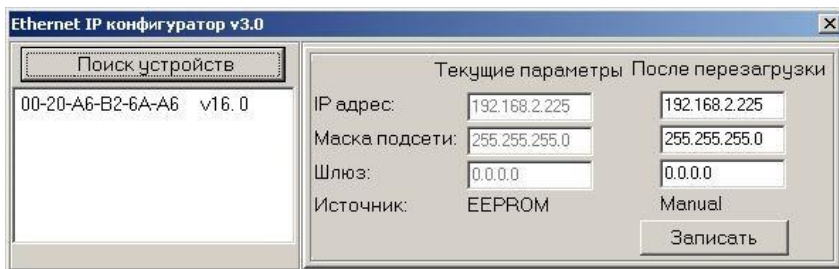 Ethernet IP конфигуратор v3.0
Поиск устройств
00-20-A6-B2-6A-A6 v16. 0
Текущие параметры После перезагрузки
IP адрес: 192.168.2.225 192.168.2.225
Маска подсети: 255.255.255.0 255.255.255.0
Шлюз: 0.0.0.0 0.0.0.0
Источник: EEPROM Manual
Записать